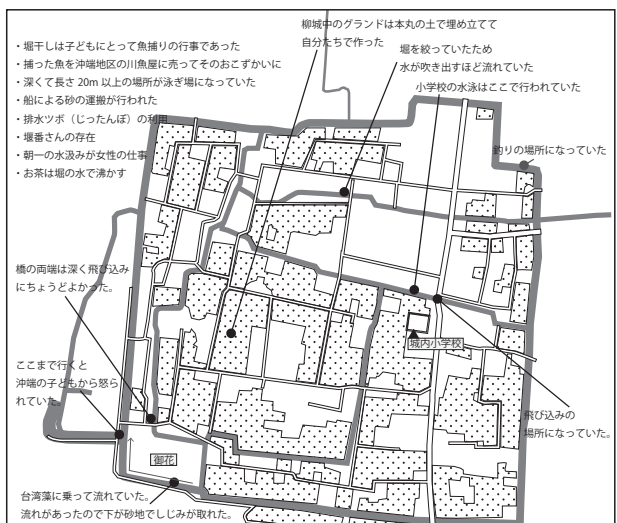 柳城中のグランドは本丸の土で埋め立てて
自分たちで作った
・堀干しは子どもにとって魚捕りの行事であった
・捕った魚を沖端地区の川魚屋に売ってそのおこずかいに
・深くて長さ 20m 以上の場所が泳ぎ場になっていた
・船による砂の運搬が行われた
・排水ツボ（じったんぼ）の利用
・堰番さんの存在
・朝一の水汲みが女性の仕事
・お茶は堀の水で沸かす
堀を絞っていたため
水が吹き出すほど流れていた
小学校の水泳はここで行われていた
釣りの場所になっていた
橋の両端は深く飛び込み
にちょうどよかった。
城内小学校
ここまで行くと
沖端の子どもから怒ら
れていた。
飛び込みの
場所になっていた。
御花
台湾藻に乗って流れていた。
流れがあったので下が砂地でしじみが取れた。